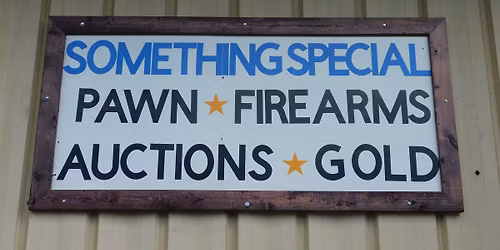 SOMETHING SPECIAL
PAWN ★ FIREARMS
AUCTIONS ★ GOLD